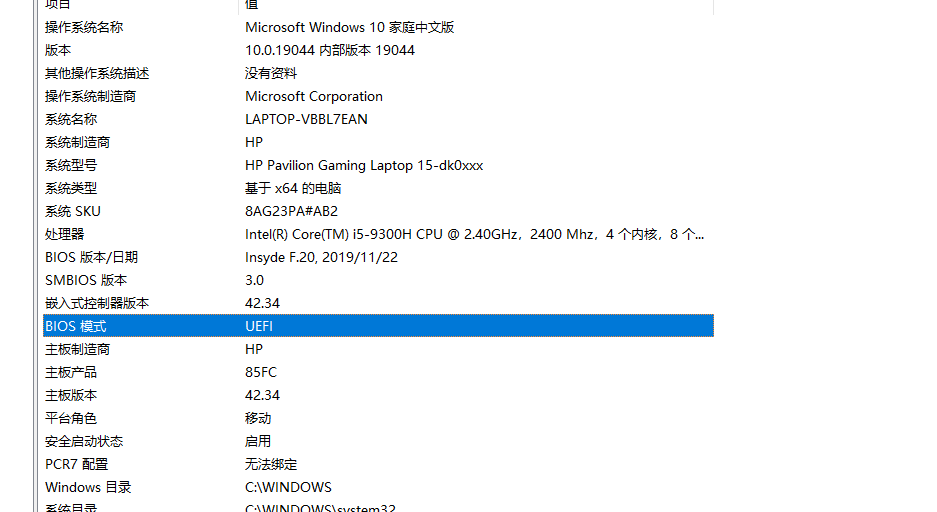 项目 值
操作系统名称 Microsoft Windows 10 家庭中文版
版本 10.0.19044 内部版本 19044
其他操作系统描述 没有资料
操作系统制造商 Microsoft Corporation
系统名称 LAPTOP-VBBL7EAN
系统制造商 HP
系统型号 HP Pavilion Gaming Laptop 15-dk0xxx
系统类型 基于 x64 的电脑
系统 SKU 8AG23PA#AB2
处理器 Intel(R) Core(TM) i5-9300H CPU @ 2.40GHz，2400 Mhz，4 个内核，8 个...
BIOS 版本/日期 Insyde F.20, 2019/11/22
SMBIOS 版本 3.0
嵌入式控制器版本 42.34
BIOS 模式 UEFI
主板制造商 HP
主板产品 85FC
主板版本 42.34
平台角色 移动
安全启动状态 启用
PCR7 配置 无法绑定
Windows 目录 C:\WINDOWS
系统目录 C:\WINDOWS\system32